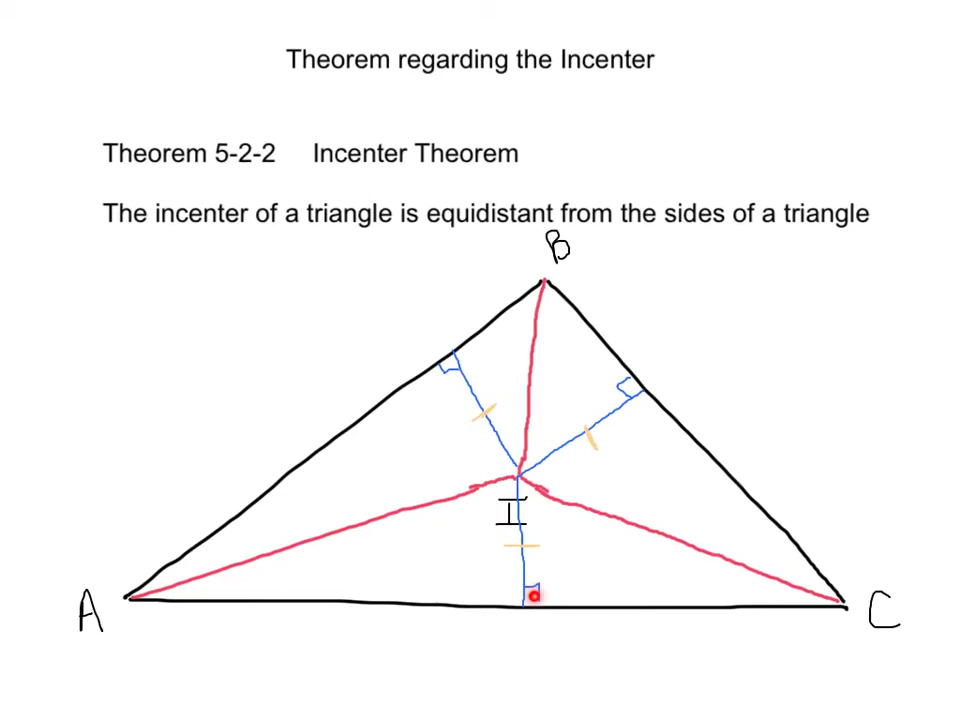 Theorem regarding the Incenter
Theorem 5-2-2 Incenter Theorem
The incenter of a triangle is equidistant from the sides of a triangle
B
I
A
C